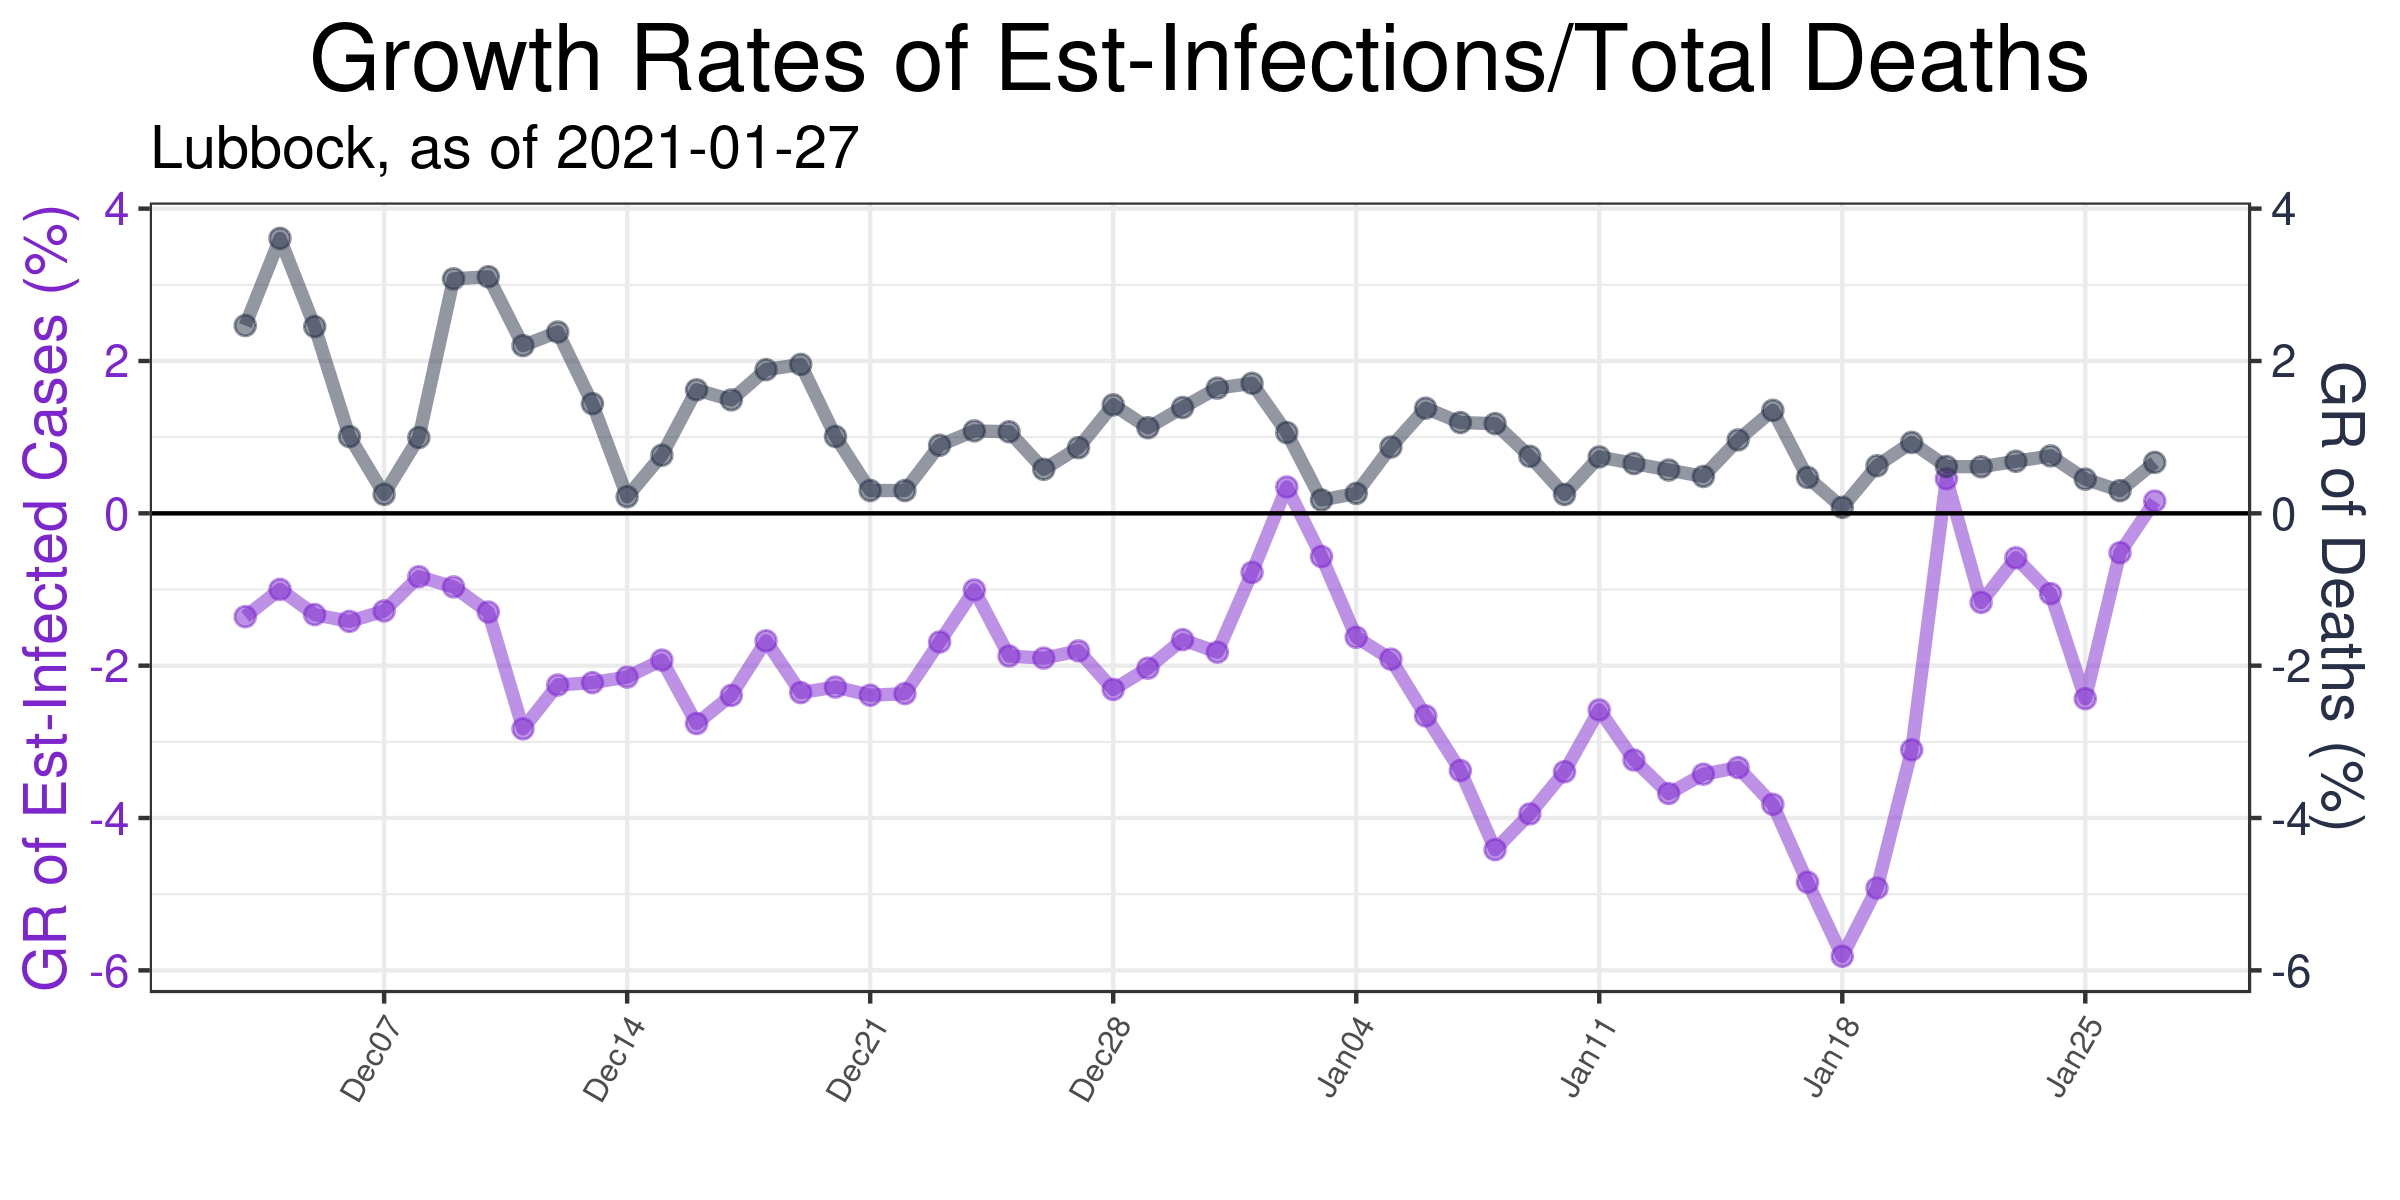 Growth Rates of Est-Infections/Total Deaths
Lubbock, as of 2021-01-27
GR of Est-Infected Cases (%)
4
2
0
-2
-4
-6
4
2
0
-2
-4
-6
GR of Deaths (%)
Dec07
Dec14
Dec21
Dec28
Jan04
Jan11
Jan18
Jan25